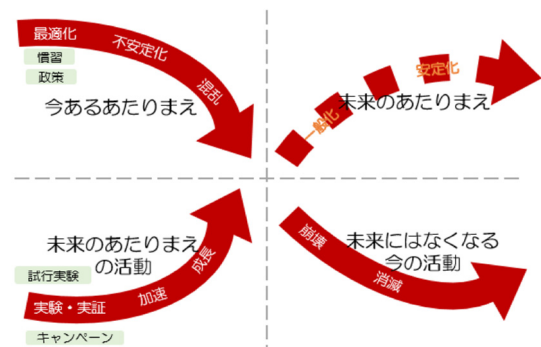 最適化
不安定化
混乱
慣習
政策
今あるあたりまえ
一般化
安定化
未来のあたりまえ
未来のあたりまえ
の活動
試行実験
実験・実証
加速
成長
キャンペーン
崩壊
消滅
未来にはなくなる
今の活動